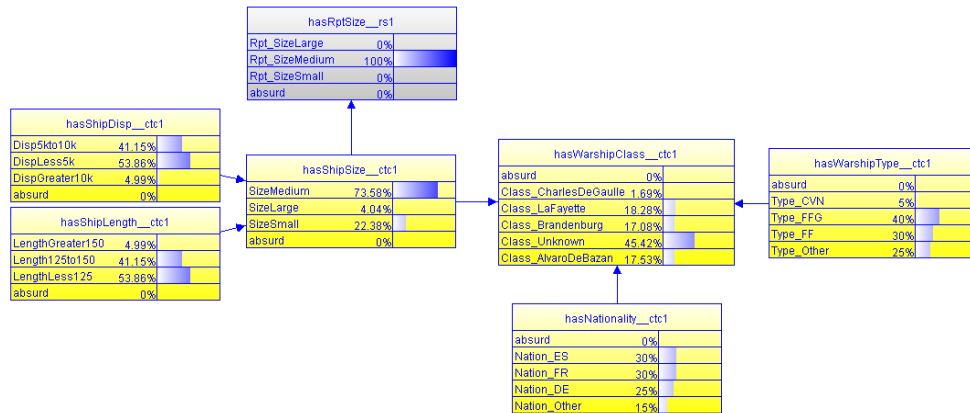 hasRptSize__rs1
Rpt_SizeLarge 0%
Rpt_SizeMedium 100%
Rpt_SizeSmall 0%
absurd 0%
hasShipDisp__ctc1
Disp5kto10k 41.15%
DispLess5k 53.86%
DispGreater10k 4.99%
absurd 0%
hasShipLength__ctc1
LengthGreater150 4.99%
Length125to150 41.15%
LengthLess125 53.86%
absurd 0%
hasShipSize__ctc1
SizeMedium 73.58%
SizeLarge 4.04%
SizeSmall 22.38%
absurd 0%
hasWarshipClass__ctc1
absurd 0%
Class_CharlesDeGaulle 1.69%
Class_LaFayette 18.28%
Class_Brandenburg 17.08%
Class_Unknown 45.42%
Class_AlvaroDeBazan 17.53%
hasWarshipType__ctc1
absurd 0%
Type_CVN 5%
Type_FFG 40%
Type_FF 30%
Type_Other 25%
hasNationality__ctc1
absurd 0%
Nation_ES 30%
Nation_FR 30%
Nation_DE 25%
Nation_Other 15%